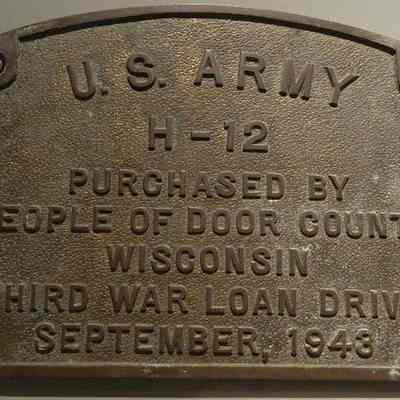 U.S. ARMY
H-12
PURCHASED BY
EOPLE OF DOOR COUNT
WISCONSIN
HIRD WAR LOAN DRIV
SEPTEMBER, 1943